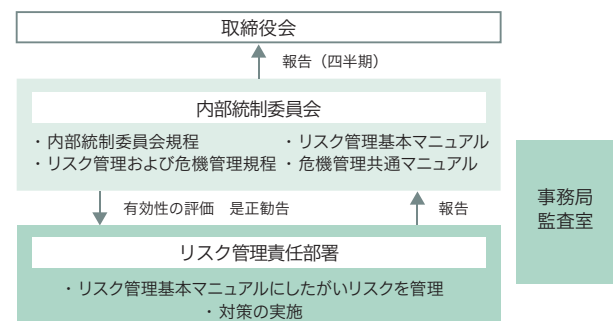 取締役会
報告（四半期）
内部統制委員会
・内部統制委員会規程 ・リスク管理基本マニュアル
・リスク管理および危機管理規程 ・危機管理共通マニュアル
有効性の評価　是正勧告 報告
事務局
監査室
リスク管理責任部署
・リスク管理基本マニュアルにしたがいリスクを管理
・対策の実施